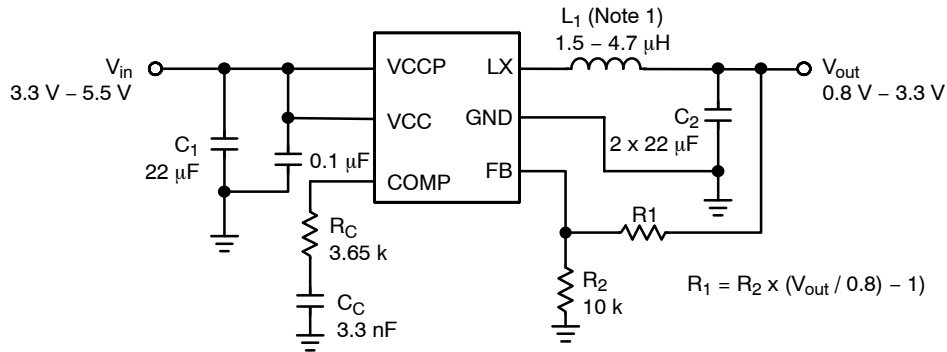 L1 (Note 1)
1.5 – 4.7 μH
Vin
3.3 V – 5.5 V
VCCP
LX
Vout
0.8 V – 3.3 V
VCC
GND
C2
2 x 22 μF
C1
22 μF
0.1 μF
COMP
FB
RC
3.65 k
R1
R2
10 k
R1 = R2 x (Vout / 0.8) – 1)
CC
3.3 nF